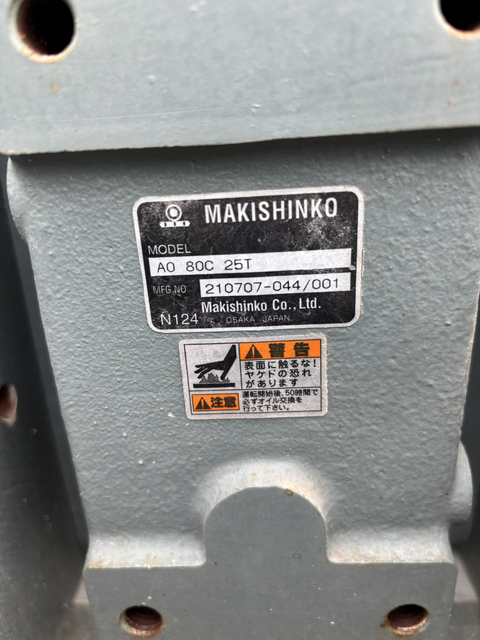 MAKISHINKO
MODEL
AO 80C 25T
MFG.NO 210707-044/001
Makishinko Co., Ltd.
N124 OSAKA JAPAN
警告
表面に触るな!
ヤケドの恐れ
があります
注意
運転開始後、50時間で
必ずオイル交換を
行って下さい。